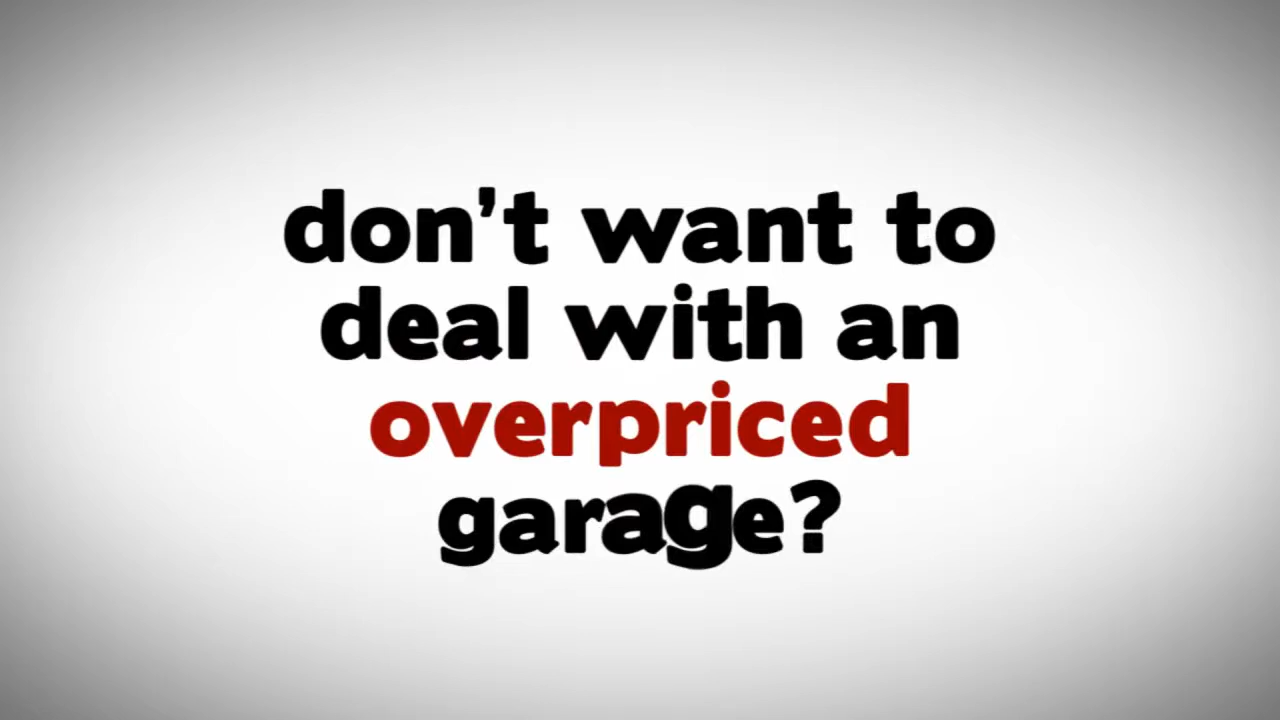 don't want to
deal with an
overpriced
garage?